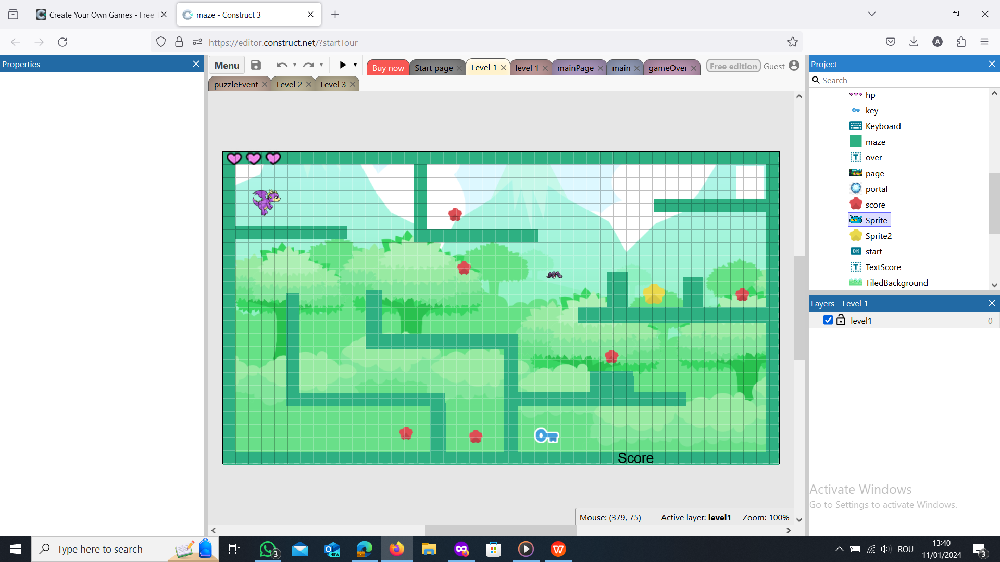 Create Your Own Games - Free
maze - Construct 3
https://editor.construct.net/?startTour
A
Properties
Menu
Buy now
Start page
Level 1
level 1
mainPage
main
gameOver
Free edition
Guest
puzzleEvent
Level 2
Level 3
Score
Mouse: (379, 75)
Active layer: level1
Zoom: 100%
Project
Search
hp
key
Keyboard
maze
T over
page
portal
score
Sprite
Sprite2
OK start
T TextScore
TiledBackground
Layers - Level 1
level1
0
Activate Windows
Go to Settings to activate Windows.
Type here to search
3
NEW
W
ROU
13:40
11/01/2024
3